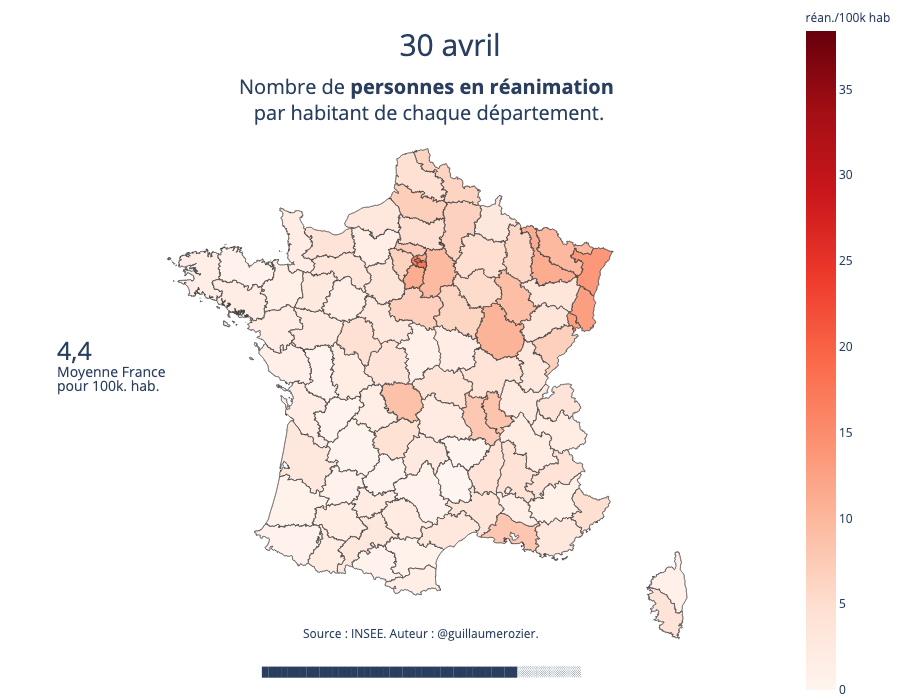 réan./100k hab
30 avril
Nombre de personnes en réanimation
par habitant de chaque département.
35
30
25
20
15
10
5
0
4,4
Moyenne France
pour 100k. hab.
Source : INSEE. Auteur : @guillaumerozier.